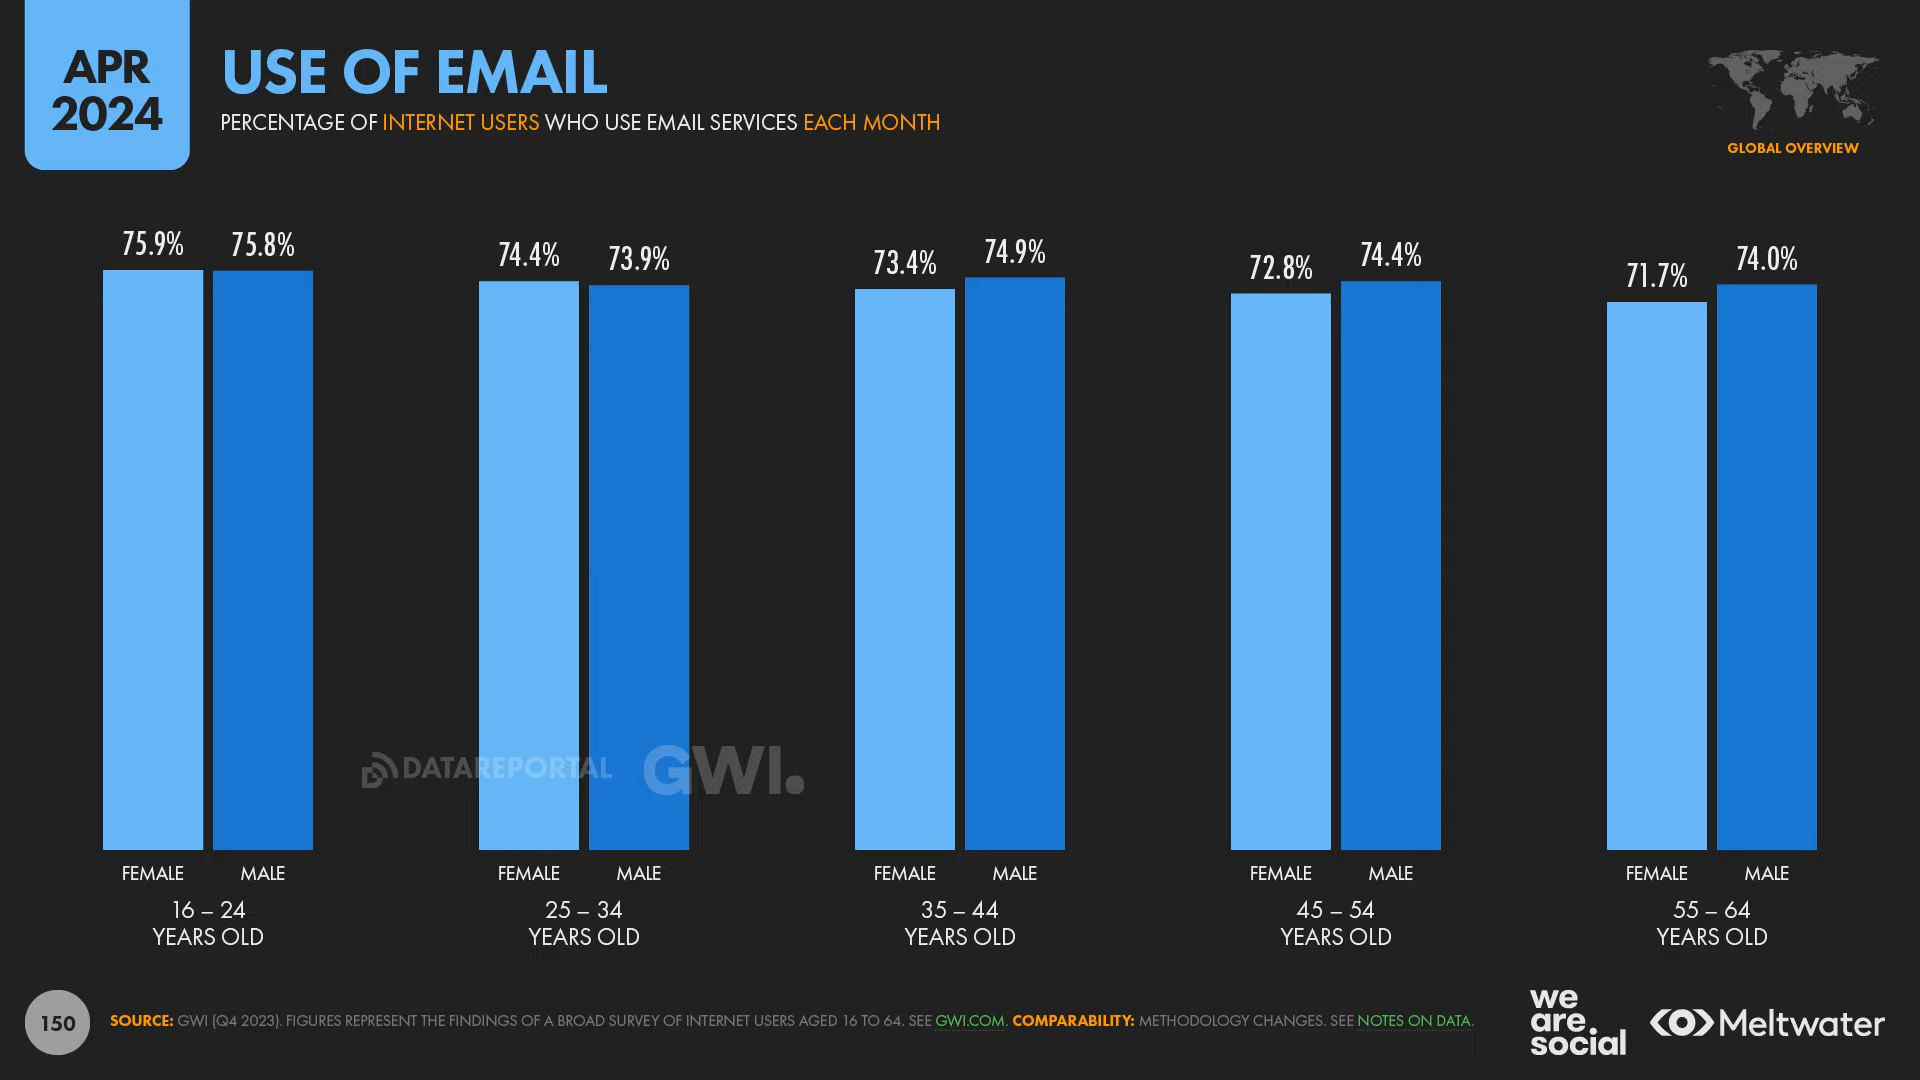 APR
2024
USE OF EMAIL
PERCENTAGE OF INTERNET USERS WHO USE EMAIL SERVICES EACH MONTH
GLOBAL OVERVIEW
75.9%
75.8%
74.4%
73.9%
73.4%
74.9%
72.8%
74.4%
71.7%
74.0%
DATAREPORTAL
GWI.
FEMALE MALE
FEMALE MALE
FEMALE MALE
FEMALE MALE
FEMALE MALE
16 – 24
YEARS OLD
25 – 34
YEARS OLD
35 – 44
YEARS OLD
45 – 54
YEARS OLD
55 – 64
YEARS OLD
150
SOURCE: GWI (Q4 2023). FIGURES REPRESENT THE FINDINGS OF A BROAD SURVEY OF INTERNET USERS AGED 16 TO 64. SEE GWI.COM. COMPARABILITY: METHODOLOGY CHANGES. SEE NOTES ON DATA.
we
are
social
Meltwater